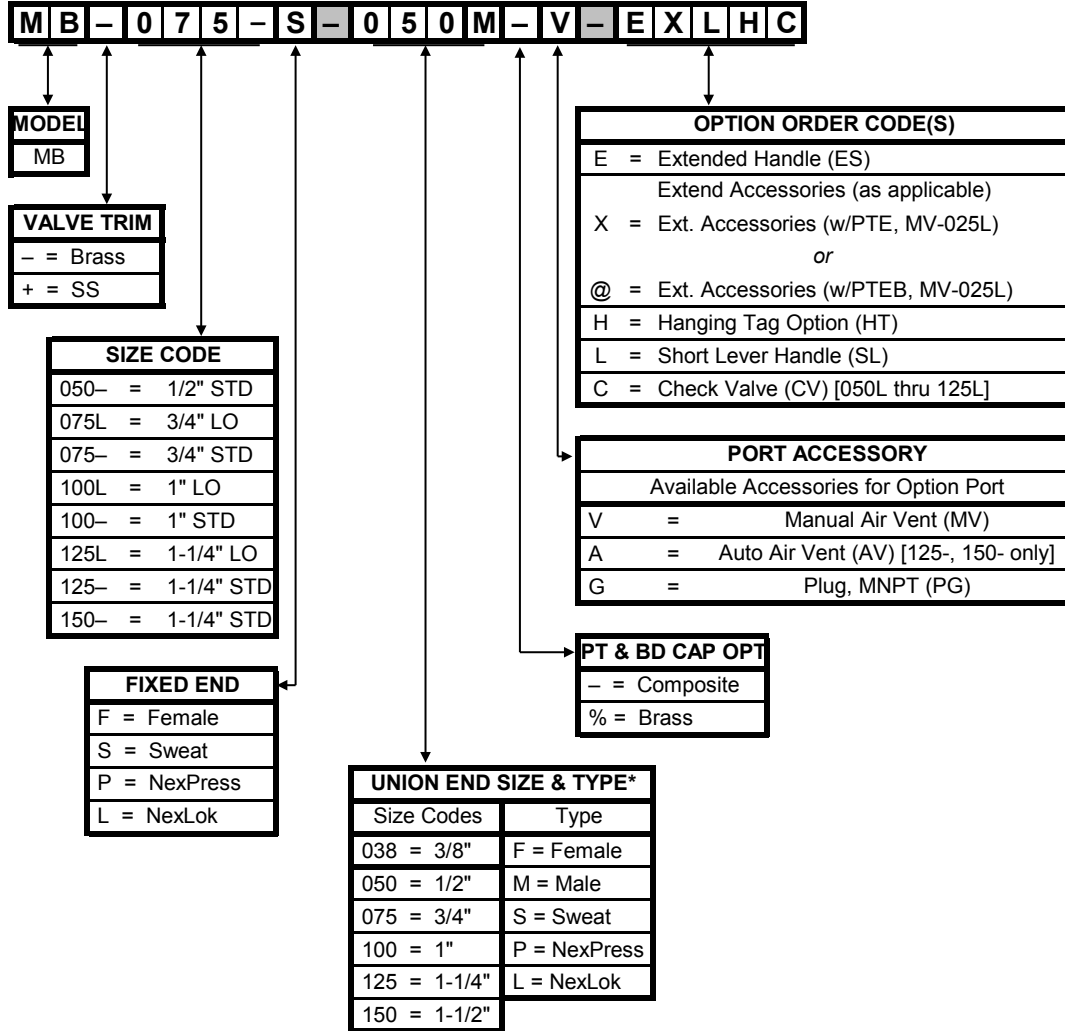 MB–075–S–050M–V–EXLHC
MODEL
MB
VALVE TRIM
– = Brass
+ = SS
SIZE CODE
050– = 1/2" STD
075L = 3/4" LO
075– = 3/4" STD
100L = 1" LO
100– = 1" STD
125L = 1-1/4" LO
125– = 1-1/4" STD
150– = 1-1/4" STD
FIXED END
F = Female
S = Sweat
P = NexPress
L = NexLok
UNION END SIZE & TYPE*
Size Codes Type
038 = 3/8" F = Female
050 = 1/2" M = Male
075 = 3/4" S = Sweat
100 = 1" P = NexPress
125 = 1-1/4" L = NexLok
150 = 1-1/2"
PT & BD CAP OPT
– = Composite
% = Brass
PORT ACCESSORY
Available Accessories for Option Port
V = Manual Air Vent (MV)
A = Auto Air Vent (AV) [125-, 150- only]
G = Plug, MNPT (PG)
OPTION ORDER CODE(S)
E = Extended Handle (ES)
Extend Accessories (as applicable)
X = Ext. Accessories (w/PTE, MV-025L)
or
@ = Ext. Accessories (w/PTEB, MV-025L)
H = Hanging Tag Option (HT)
L = Short Lever Handle (SL)
C = Check Valve (CV) [050L thru 125L]